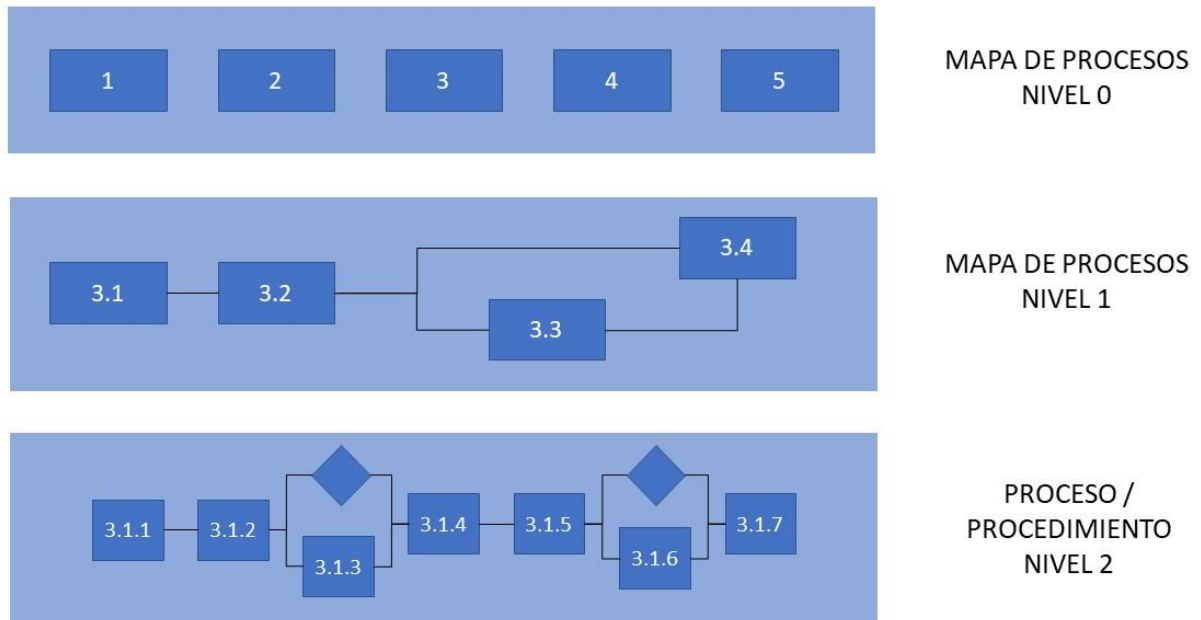 1
2
3
4
5
MAPA DE PROCESOS
NIVEL 0
3.1
3.2
3.3
3.4
MAPA DE PROCESOS
NIVEL 1
3.1.1
3.1.2
3.1.3
3.1.4
3.1.5
3.1.6
3.1.7
PROCESO /
PROCEDIMIENTO
NIVEL 2